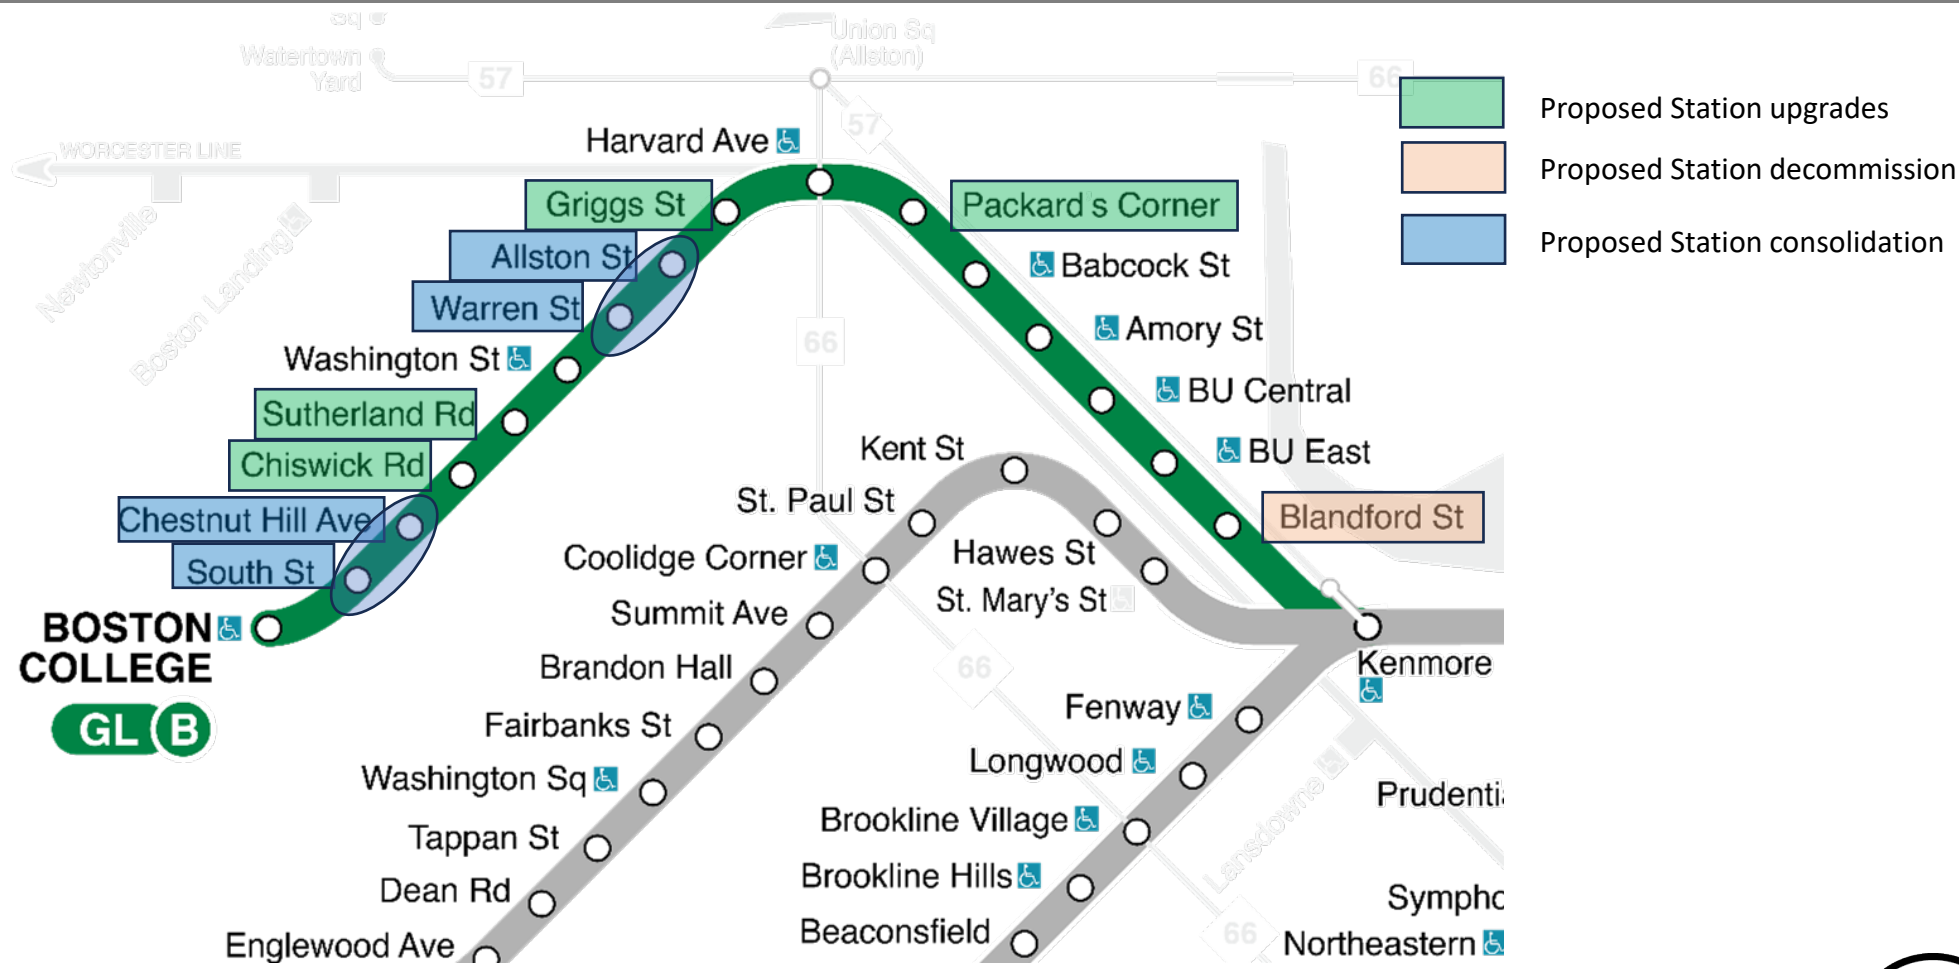 Sq
Union Sq
(Allston)
Watertown
Yard
57
66
Proposed Station upgrades
Harvard Ave
57
WORCESTER LINE
Proposed Station decommission
Griggs St
Packard s Corner
Newtonville
Boston Landing
Allston St
Proposed Station consolidation
Babcock St
Warren St
Amory St
66
Washington St
BU Central
Sutherland Rd
Kent St
BU East
Chiswick Rd
St. Paul St
Chestnut Hill Ave
Blandford St
Coolidge Corner
Hawes St
South St
St. Mary's St
Summit Ave
BOSTON
COLLEGE
Kenmore
Brandon Hall
66
Fenway
GL B
Fairbanks St
Longwood
Washington Sq
Prudentia
Lansdowne
Brookline Village
Tappan St
Brookline Hills
Dean Rd
Sympho
Beaconsfield
66
Northeastern
Englewood Ave